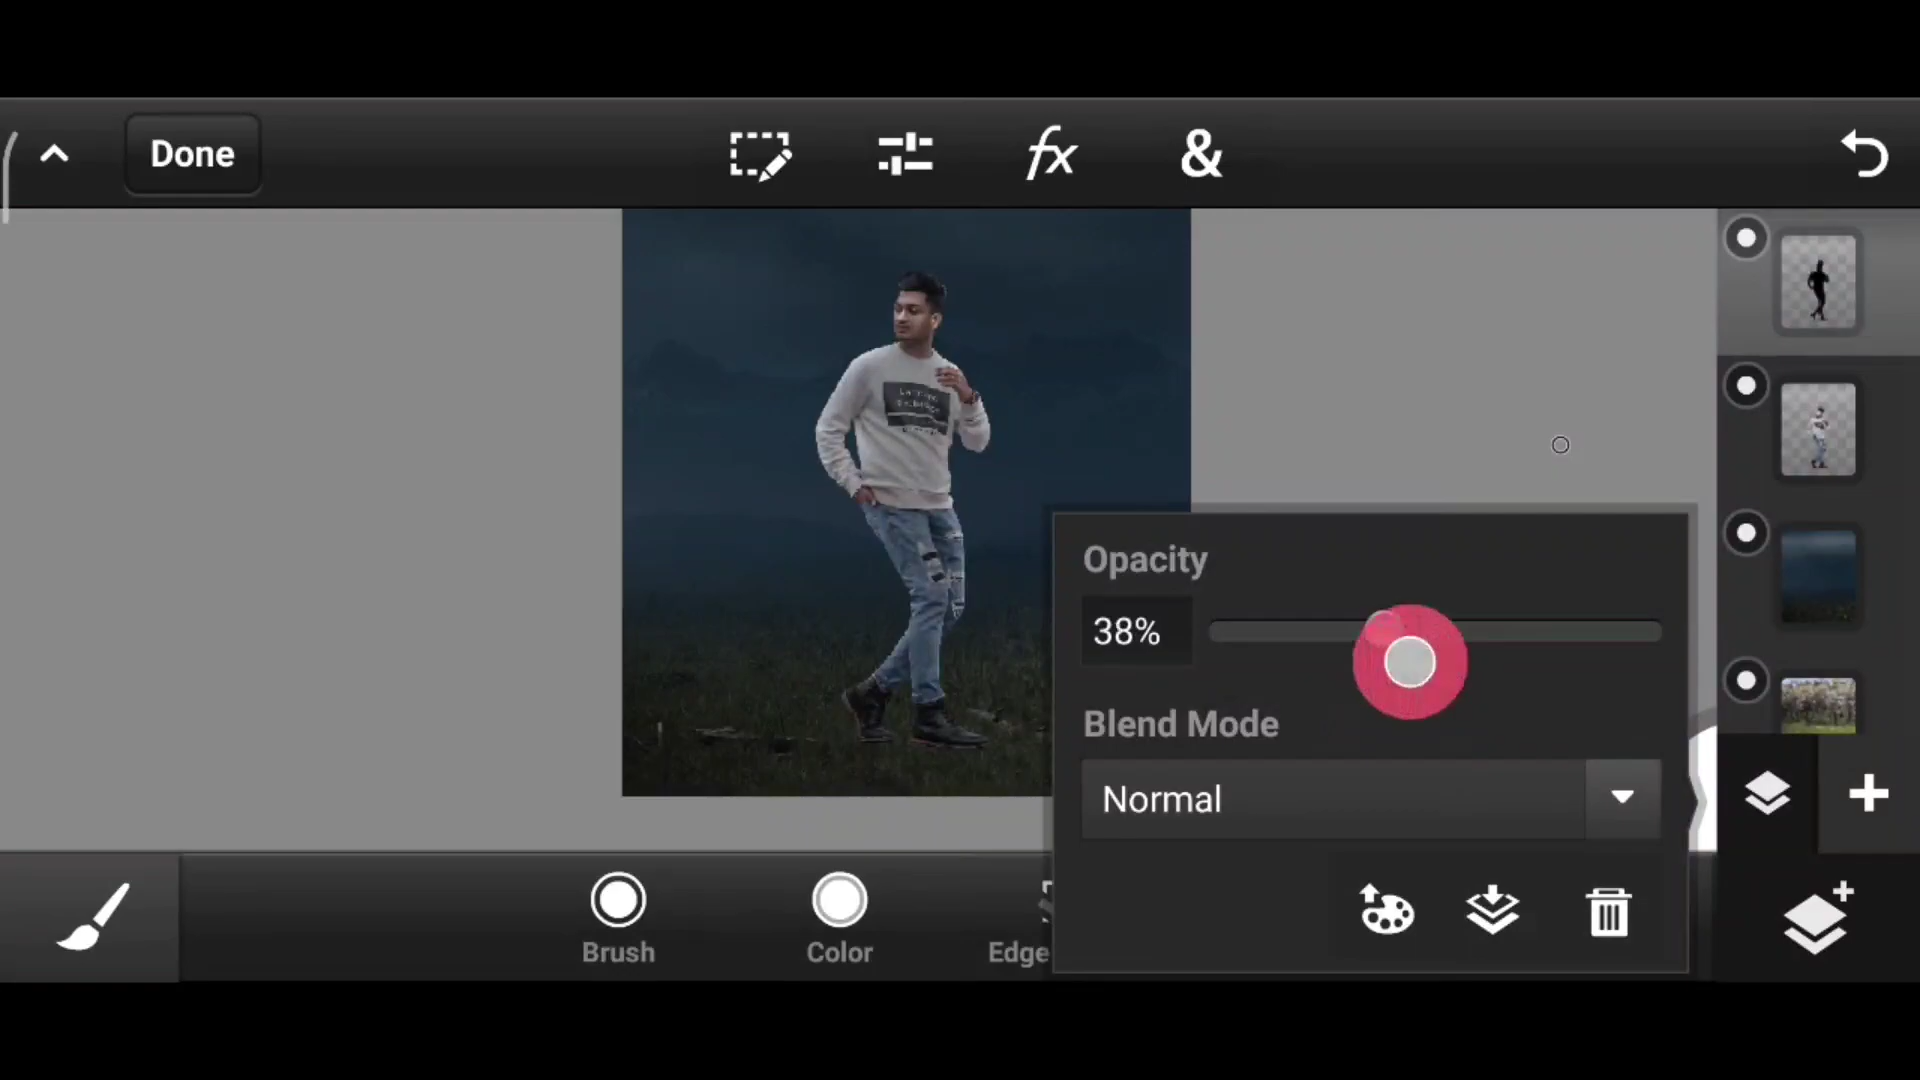 Done
fx
&
Opacity
38%
Blend Mode
Normal
Brush
Color
Edge